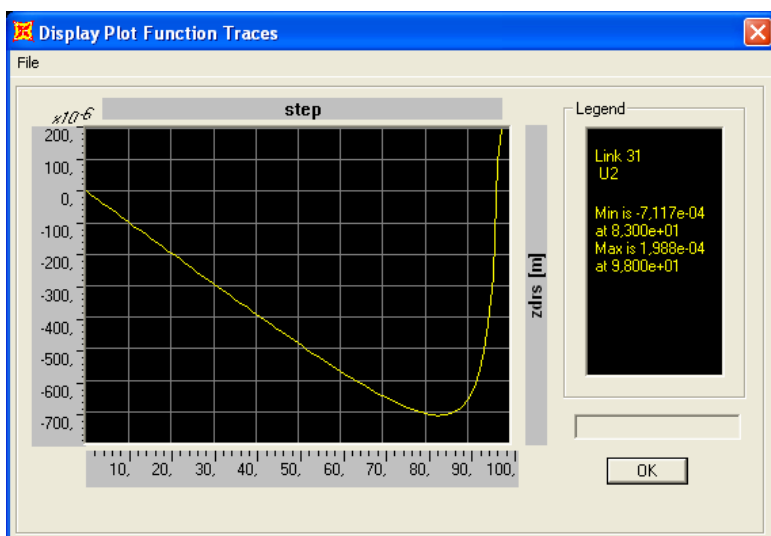 Display Plot Function Traces
File
x10-6
step
200,
100,
0,
-100,
-200,
-300,
-400,
-500,
-600,
-700,
zdrs [m]
10, 20, 30, 40, 50, 60, 70, 80, 90, 100,
Legend
Link 31
U2
Min is -7,117e-04
at 8,300e+01
Max is 1,988e-04
at 9,800e+01
OK